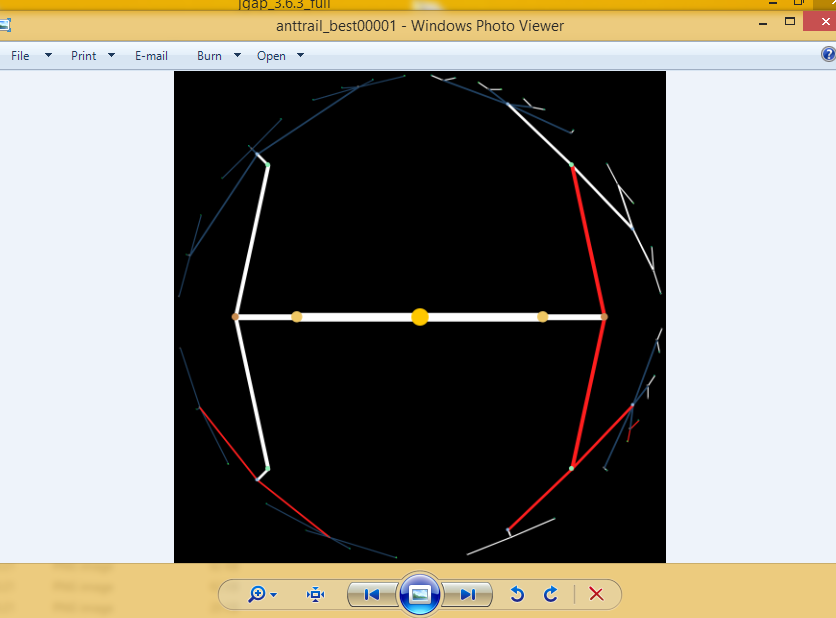 jgap_3.6.3_full
anttrail_best00001 - Windows Photo Viewer
File Print E-mail Burn Open